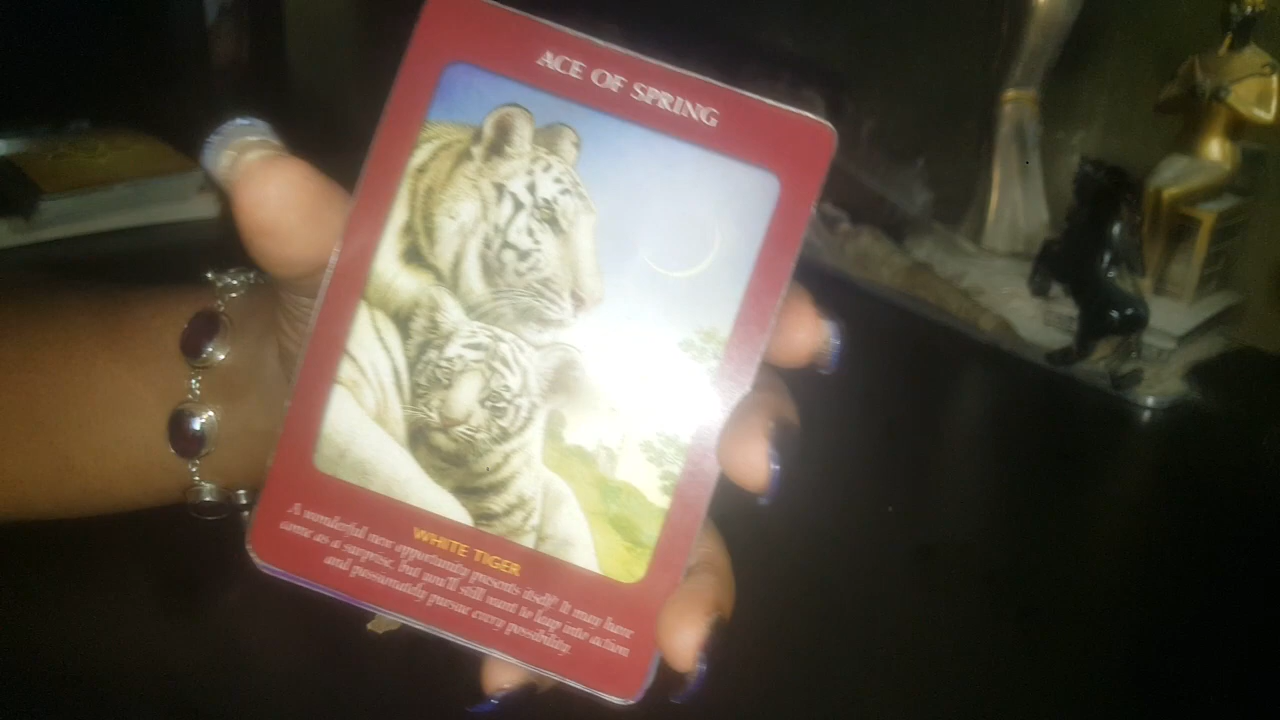 ACE OF SPRING
WHITE TIGER
A wonderful new opportunity presents itself! It may have
come as a surprise, but you'll still want to leap into action
and passionately pursue every possibility.